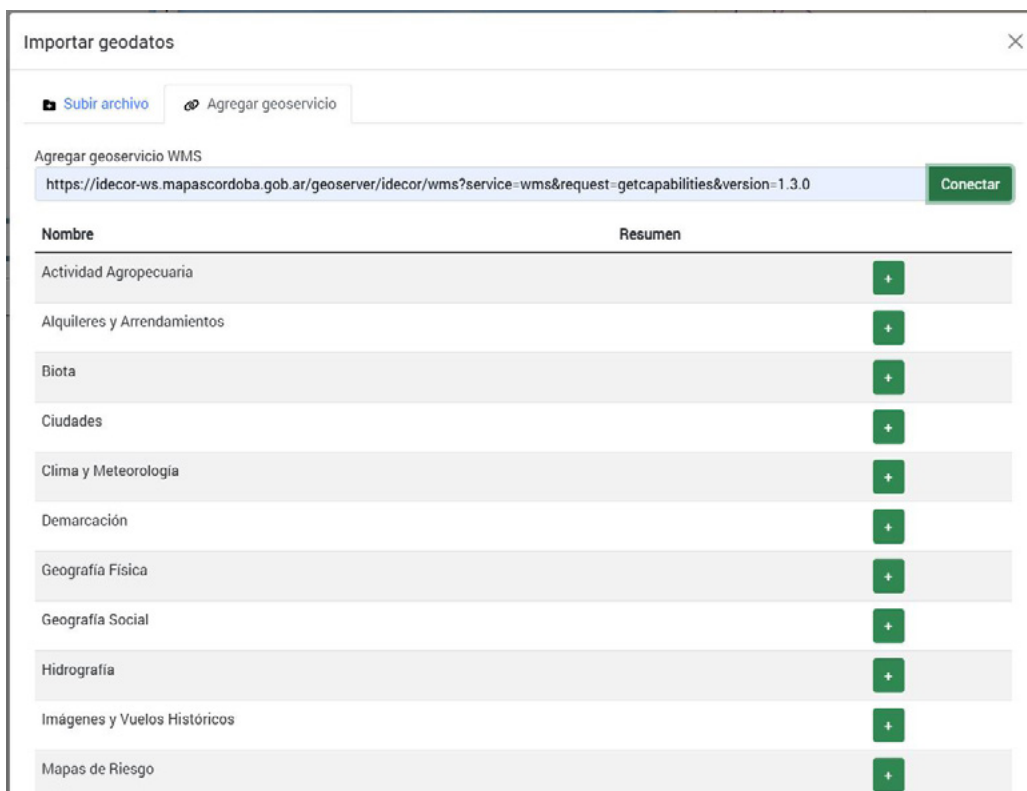 Importar geodatos
Subir archivo
Agregar geoservicio
Agregar geoservicio WMS
https://idecor-ws.mapascordoba.gob.ar/geoserver/idecor/wms?service=wms&request=getcapabilities&version=1.3.0 Conectar
Nombre Resumen
Actividad Agropecuaria +
Alquileres y Arrendamientos +
Biota +
Ciudades +
Clima y Meteorología +
Demarcación +
Geografía Física +
Geografía Social +
Hidrografía +
Imágenes y Vuelos Históricos +
Mapas de Riesgo +